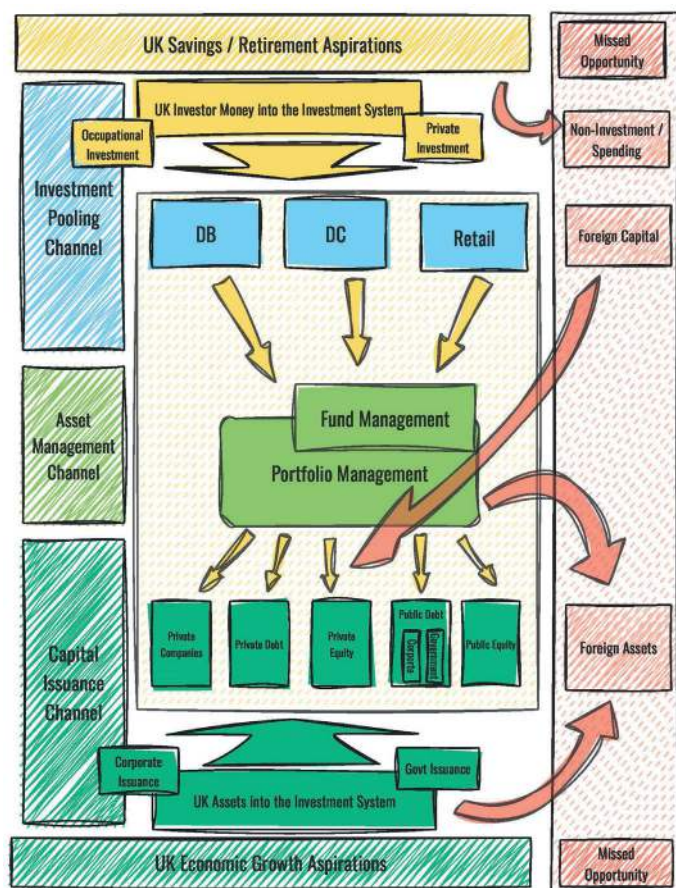 UK Savings / Retirement Aspirations
Missed
Opportunity
UK Investor Money into the Investment System
Occupational
Investment
Private
Investment
Non-Investment /
Spending
Investment
Pooling
Channel
DB
DC
Retail
Foreign Capital
Asset
Management
Channel
Fund Management
Portfolio Management
Capital
Issuance
Channel
Private
Companies
Private Debt
Private
Equity
Public Debt
Corporte
Government
Public Equity
Foreign Assets
Corporate
Issuance
Govt Issuance
UK Assets into the Investment System
UK Economic Growth Aspirations
Missed
Opportunity